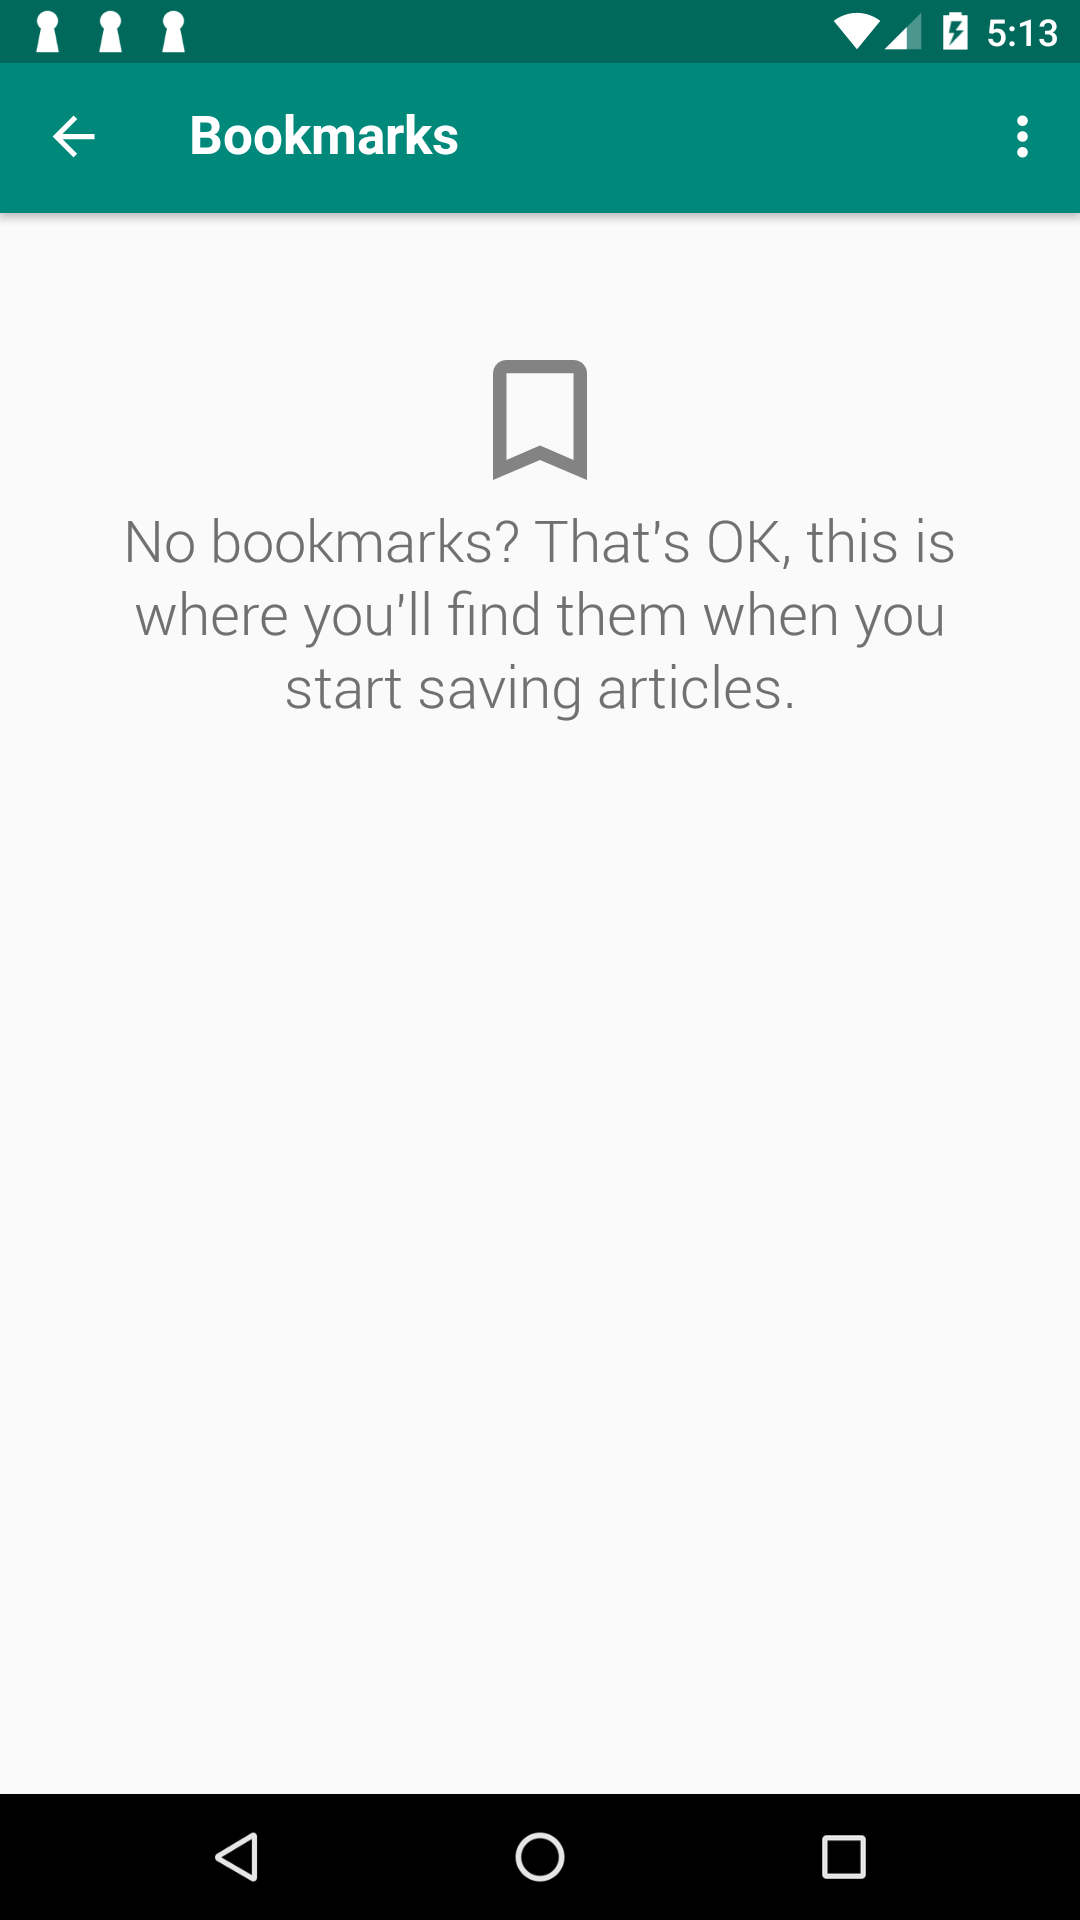 5:13
Bookmarks
No bookmarks? That's OK, this is
where you'll find them when you
start saving articles.